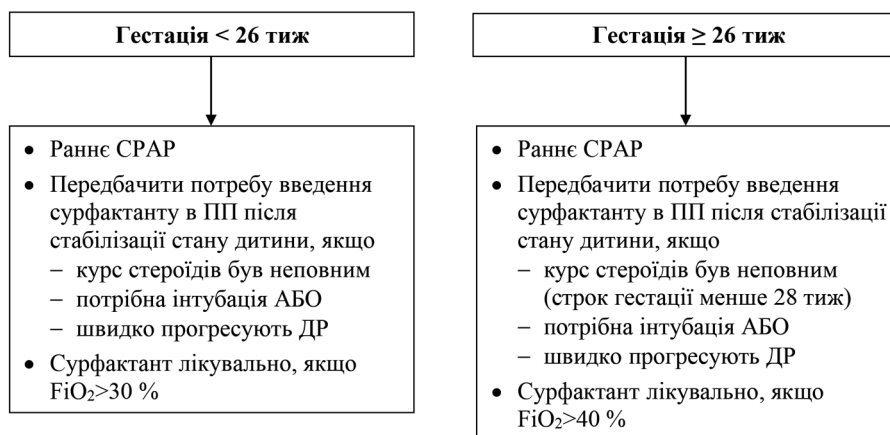 Гестація < 26 тиж
• Раннє CPAP
• Передбачити потребу введення
сурфактанту в ПП після
стабілізації стану дитини, якщо
− курс стероїдів був неповним
− потрібна інтубація АБО
− швидко прогресують ДР
• Сурфактант лікувально, якщо
FiO₂>30 %
Гестація ≥ 26 тиж
• Раннє CPAP
• Передбачити потребу введення
сурфактанту в ПП після стабілізації
стану дитини, якщо
− курс стероїдів був неповним
(строк гестації менше 28 тиж)
− потрібна інтубація АБО
− швидко прогресують ДР
• Сурфактант лікувально, якщо
FiO₂>40 %